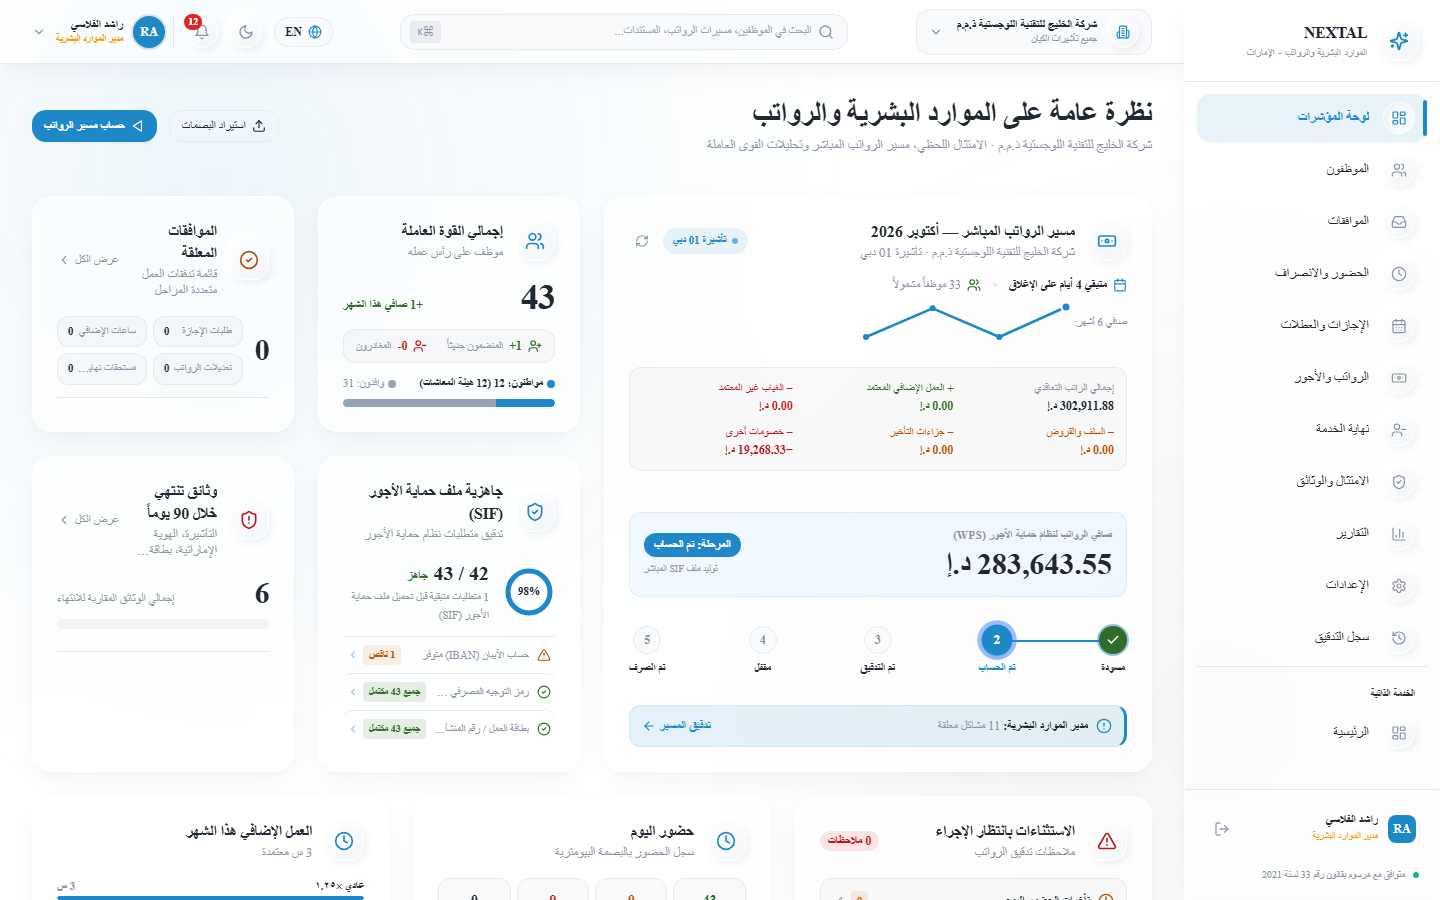 NEXTAL
الموارد البشرية والرواتب - الإمارات
لوحة المؤشرات
الموظفون
الموافقات
الحضور والانصراف
الإجازات والعطلات
الرواتب والأجور
نهاية الخدمة
الامتثال والوثائق
التقارير
الإعدادات
سجل التدقيق
الخدمة الذاتية
الرئيسية
RA
راشد الفلاسي
مدير الموارد البشرية
متوافق مع مرسوم بقانون رقم 33 لسنة 2021
شركة الخليج للتقنية اللوجستية ذ.م.م
جميع تأشيرات الكيان
البحث في الموظفين، مسيرات الرواتب، المستندات...
⌘K
EN
12
RA
راشد الفلاسي
مدير الموارد البشرية
نظرة عامة على الموارد البشرية والرواتب
شركة الخليج للتقنية اللوجستية ذ.م.م · الامتثال اللحظي، مسير الرواتب المباشر وتحليلات القوى العاملة
استيراد البصمات
حساب مسير الرواتب
مسير الرواتب المباشر — أكتوبر 2026
شركة الخليج للتقنية اللوجستية ذ.م.م · تأشيرة 01 دبي
تأشيرة 01 دبي
متبقي 4 أيام على الإغلاق
33 موظفاً مشمولاً
صافي 6 أشهر:
إجمالي الراتب التعاقدي
302,911.88 د.إ
+ العمل الإضافي المعتمد
0.00 د.إ
– الغياب غير المعتمد
0.00 د.إ
– السلف والقروض
0.00 د.إ
– جزاءات التأخير
0.00 د.إ
– خصومات أخرى
–19,268.33 د.إ
صافي الرواتب لنظام حماية الأجور (WPS)
283,643.55 د.إ
المرحلة: تم الحساب
توليد ملف SIF المباشر
مسودة
2
تم الحساب
3
تم التدقيق
4
مقفل
5
تم الصرف
مدير الموارد البشرية: 11 مشاكل معلقة
تدقيق المسير
إجمالي القوة العاملة
موظف على رأس عمله
43
+1 صافي هذا الشهر
المنضمون حديثاً +1
-0 المغادرون
مواطنون: 12 (12 هيئة المعاشات)
وافدون: 31
الموافقات المعلقة
قائمة تدفقات العمل متعددة المراحل
عرض الكل
0
طلبات الإجازة 0
ساعات الإضافي 0
تعديلات الرواتب 0
مستحقات نهاي... 0
جاهزية ملف حماية الأجور (SIF)
تدقيق متطلبات نظام حماية الأجور
98%
42 / 43 جاهز
1 متطلبات متبقية قبل تحميل ملف حماية الأجور (SIF)
حساب الآيبان (IBAN) متوفر
1 ناقص
رمز التوجيه المصرفي ...
جميع 43 مكتمل
بطاقة العمل / رقم المنشأ...
جميع 43 مكتمل
وثائق تنتهي خلال 90 يوماً
التأشيرة، الهوية الإماراتية، بطاقة...
عرض الكل
6
إجمالي الوثائق المقاربة للانتهاء
الاستثناءات بانتظار الإجراء
ملاحظات تدقيق الرواتب
0 ملاحظات
حضور اليوم
سجل الحضور بالبصمة البيومترية
العمل الإضافي هذا الشهر
3 س معتمدة
عادي ×١.٢٥
3 س